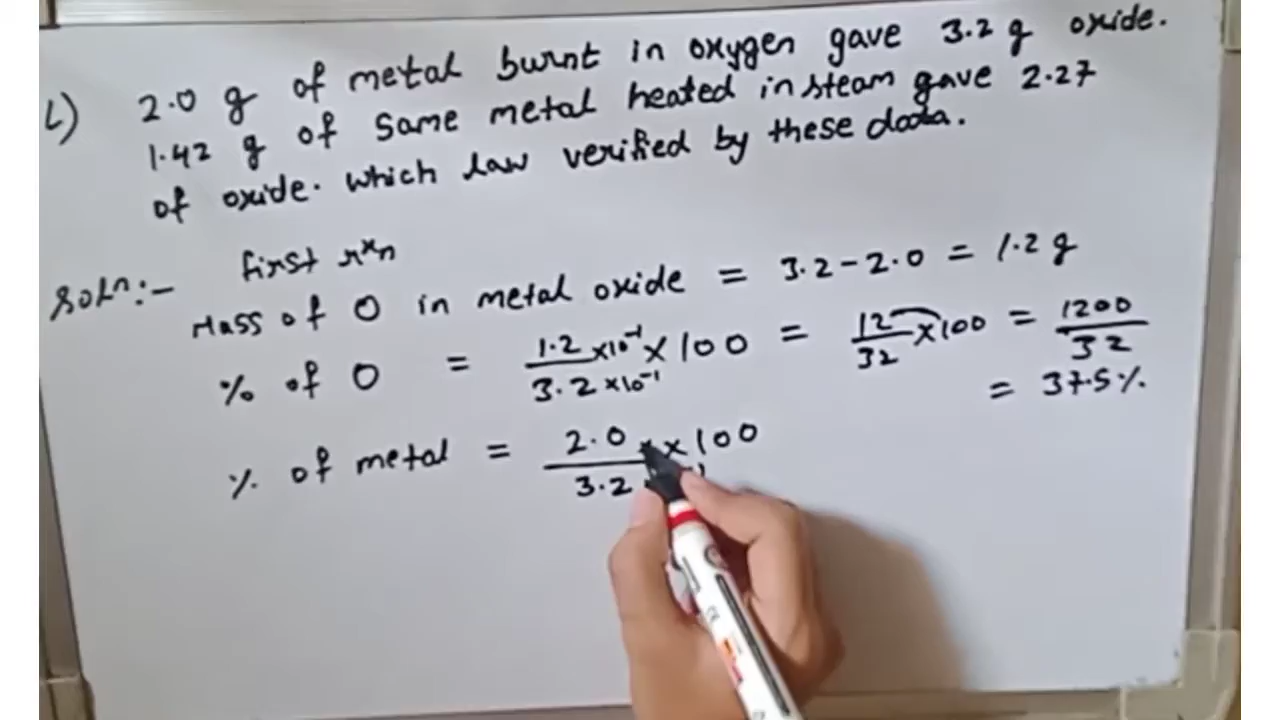 L) 2.0 g of metal burnt in oxygen gave 3.2 g oxide.
1.42 g of same metal heated in steam gave 2.27
of oxide. which law verified by these data.
Soln:- first rxn
Mass of O in metal oxide = 3.2 - 2.0 = 1.2 g
% of O = 1.2 ×10⁻¹ / 3.2 ×10⁻¹ × 100 = 12/32 ×100 = 1200/32
= 37.5%
% of metal = 2.0 / 3.2 × 100